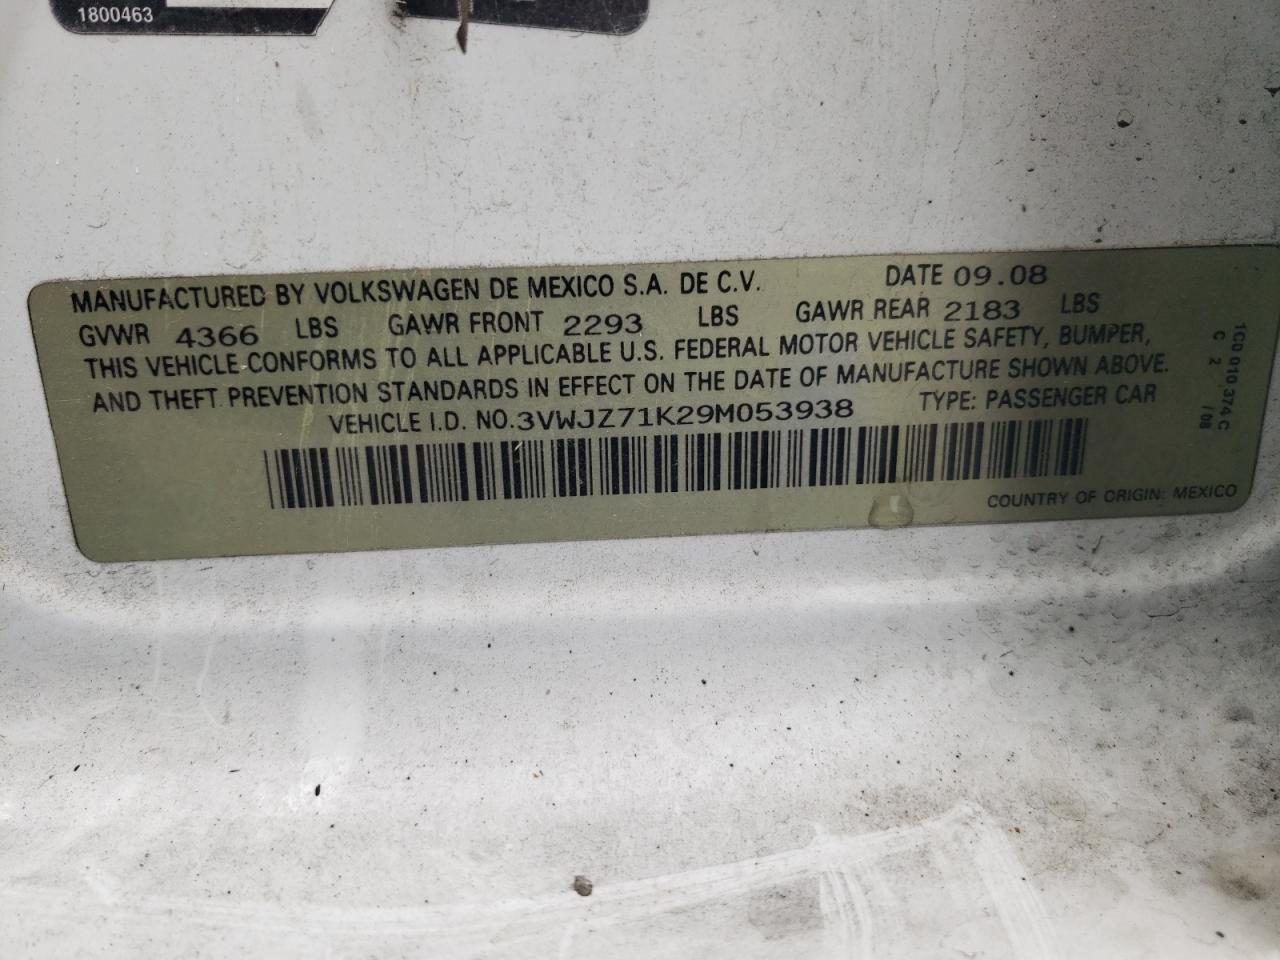 1800463
MANUFACTURED BY VOLKSWAGEN DE MEXICO S.A. DE C.V. DATE 09.08
GVWR 4366 LBS GAWR FRONT 2293 LBS GAWR REAR 2183 LBS
THIS VEHICLE CONFORMS TO ALL APPLICABLE U.S. FEDERAL MOTOR VEHICLE SAFETY, BUMPER,
AND THEFT PREVENTION STANDARDS IN EFFECT ON THE DATE OF MANUFACTURE SHOWN ABOVE.
VEHICLE I.D. NO.3VWJZ71K29M053938 TYPE: PASSENGER CAR
COUNTRY OF ORIGIN: MEXICO
1C0 010 374 C
C 2 /08